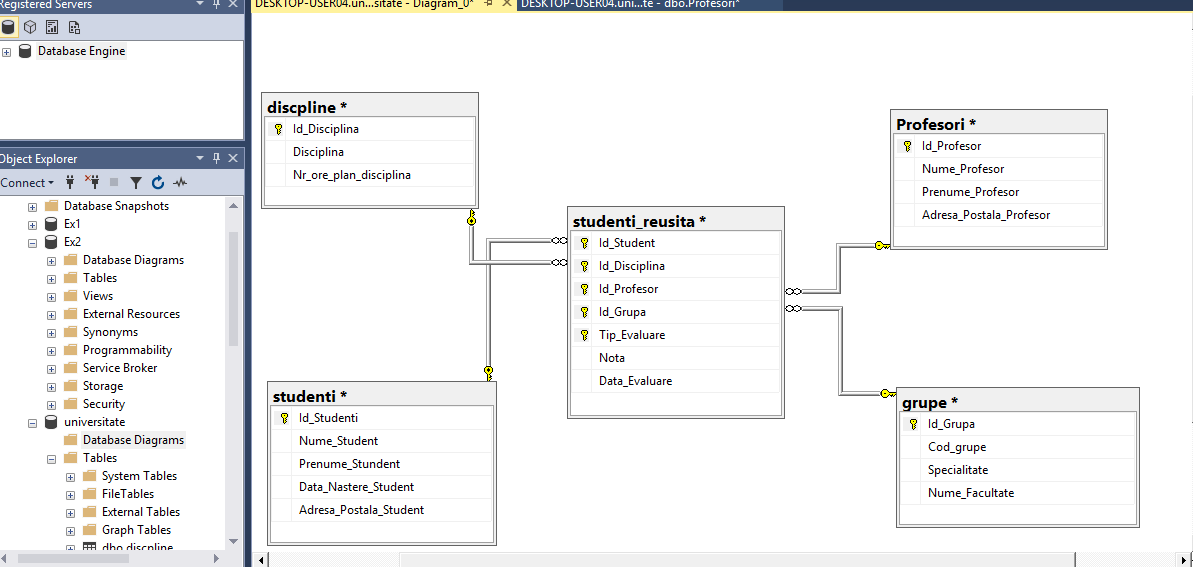 Registered Servers
Database Engine
Object Explorer
Connect
Database Snapshots
Ex1
Ex2
Database Diagrams
Tables
Views
External Resources
Synonyms
Programmability
Service Broker
Storage
Security
universitate
Database Diagrams
Tables
System Tables
FileTables
External Tables
Graph Tables
dbo.discpline
DESKTOP-USER04.un...sitate - Diagram_0*
DESKTOP-USER04.uni...te - dbo.Profesori*
discpline *
Id_Disciplina
Disciplina
Nr_ore_plan_disciplina
studenti *
Id_Studenti
Nume_Student
Prenume_Stundent
Data_Nastere_Student
Adresa_Postala_Student
studenti_reusita *
Id_Student
Id_Disciplina
Id_Profesor
Id_Grupa
Tip_Evaluare
Nota
Data_Evaluare
Profesori *
Id_Profesor
Nume_Profesor
Prenume_Profesor
Adresa_Postala_Profesor
grupe *
Id_Grupa
Cod_grupe
Specialitate
Nume_Facultate